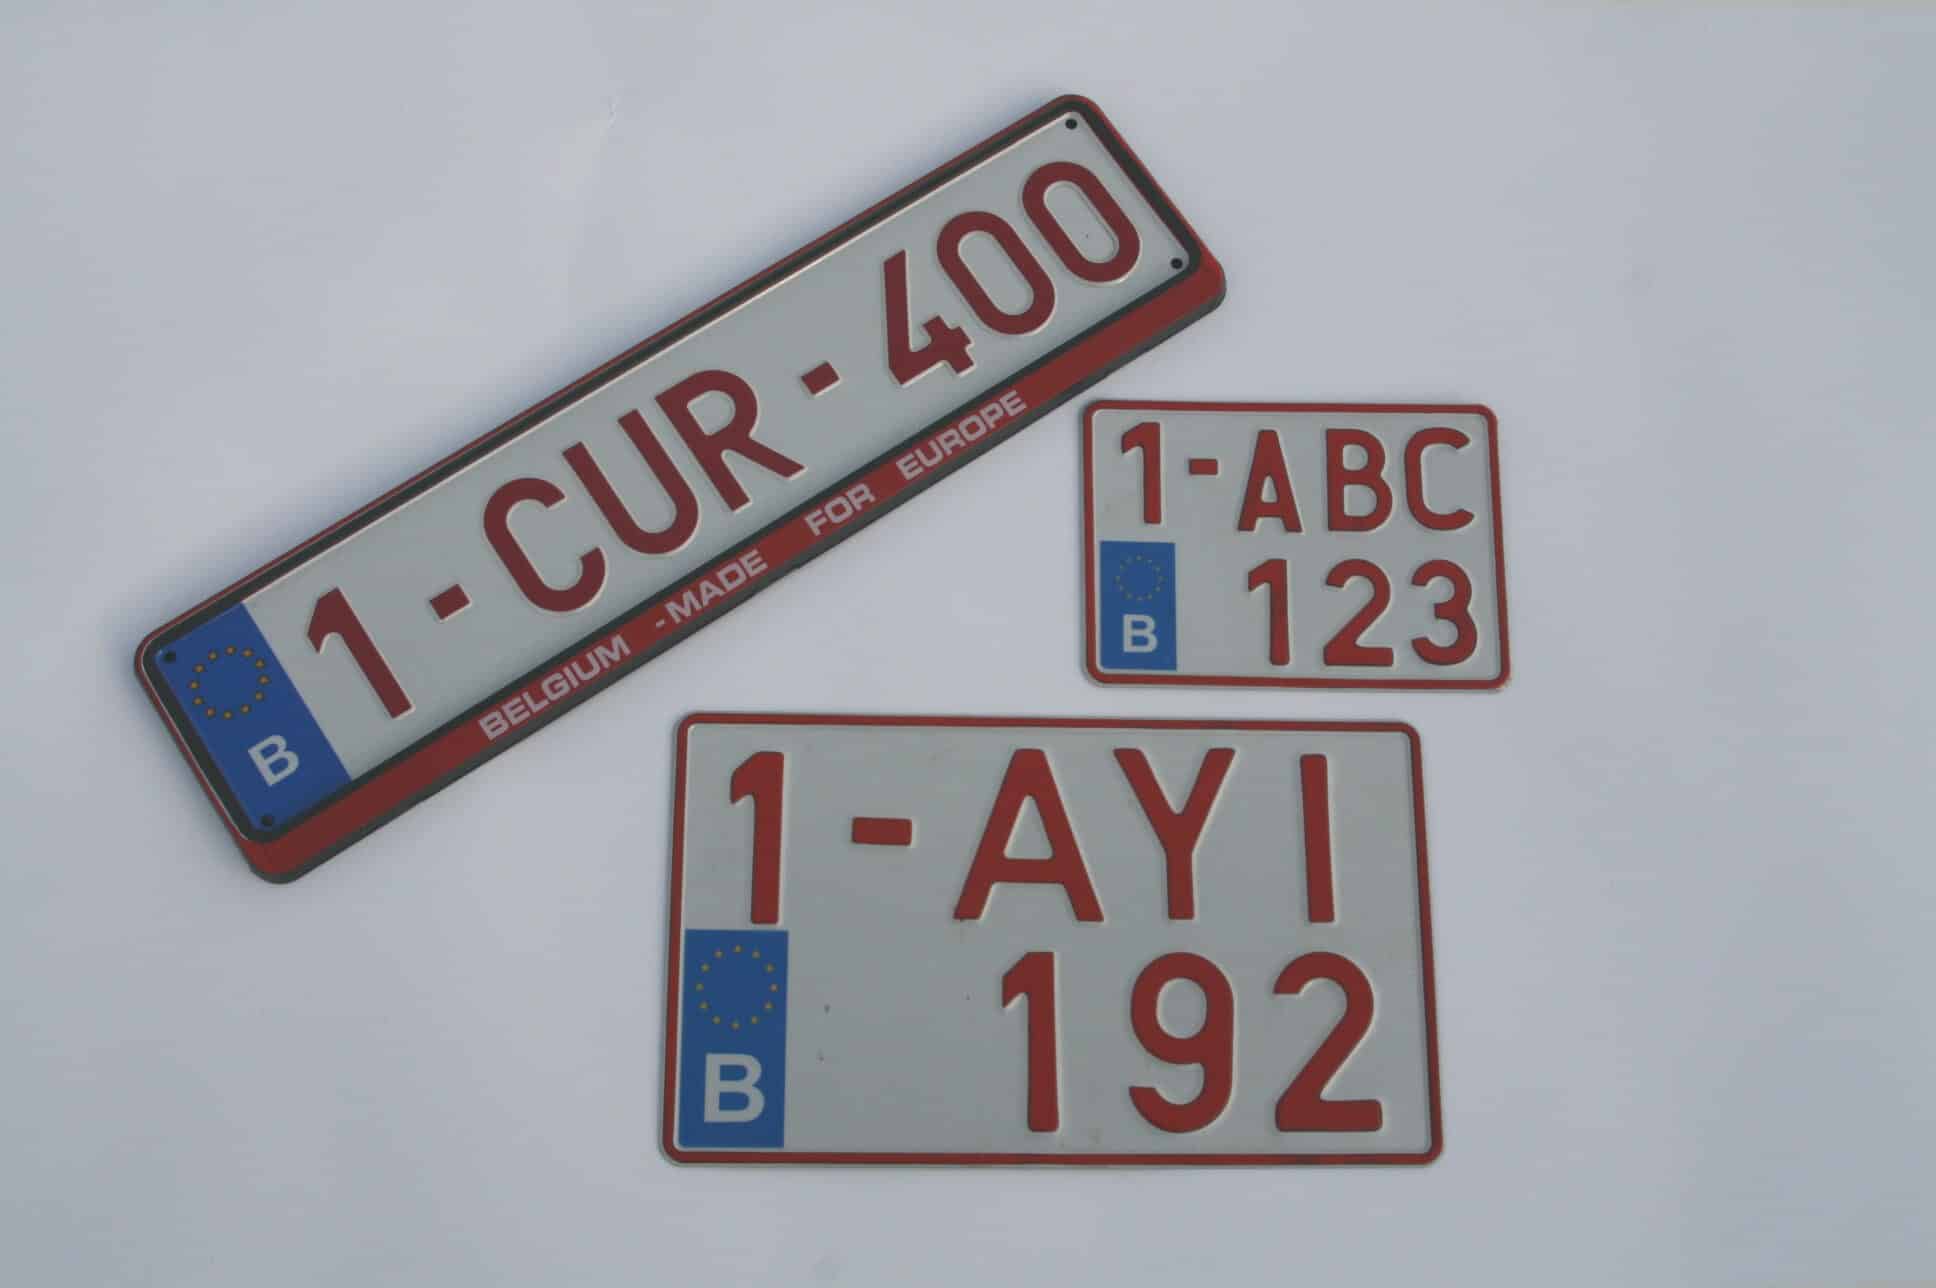 1-CUR-400
B
BELGIUM -MADE FOR EUROPE
1-ABC
B 123
1-AYI
B 192